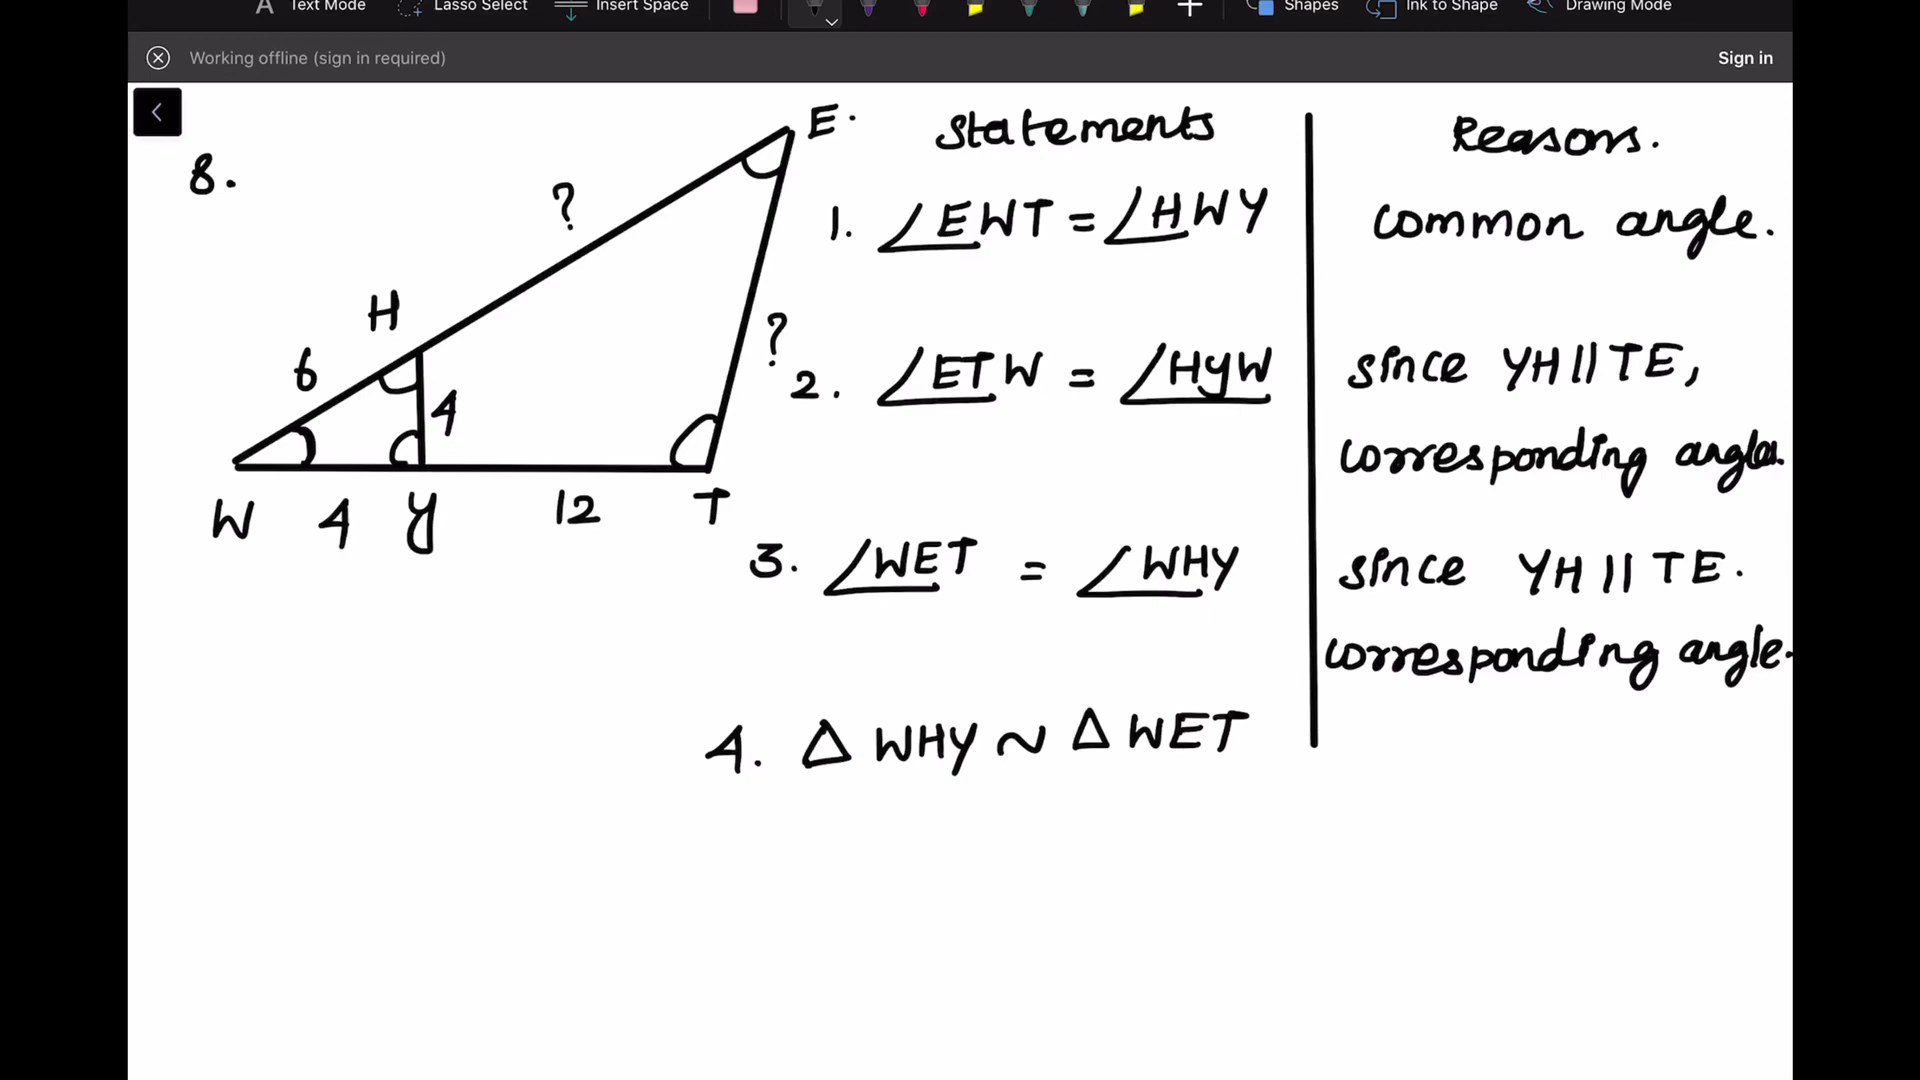 Text Mode Lasso Select Insert Space Shapes Ink to Shape Drawing Mode
Working offline (sign in required) Sign in
8.
E.
?
H
6
4
?
W 4 Y 12 T
Statements
1. ∠EWT = ∠HWY
2. ∠ETW = ∠HYW
3. ∠WET = ∠WHY
4. △ WHY ~ △ WET
Reasons.
common angle.
since YH || TE,
corresponding angle.
since YH || TE.
corresponding angle.